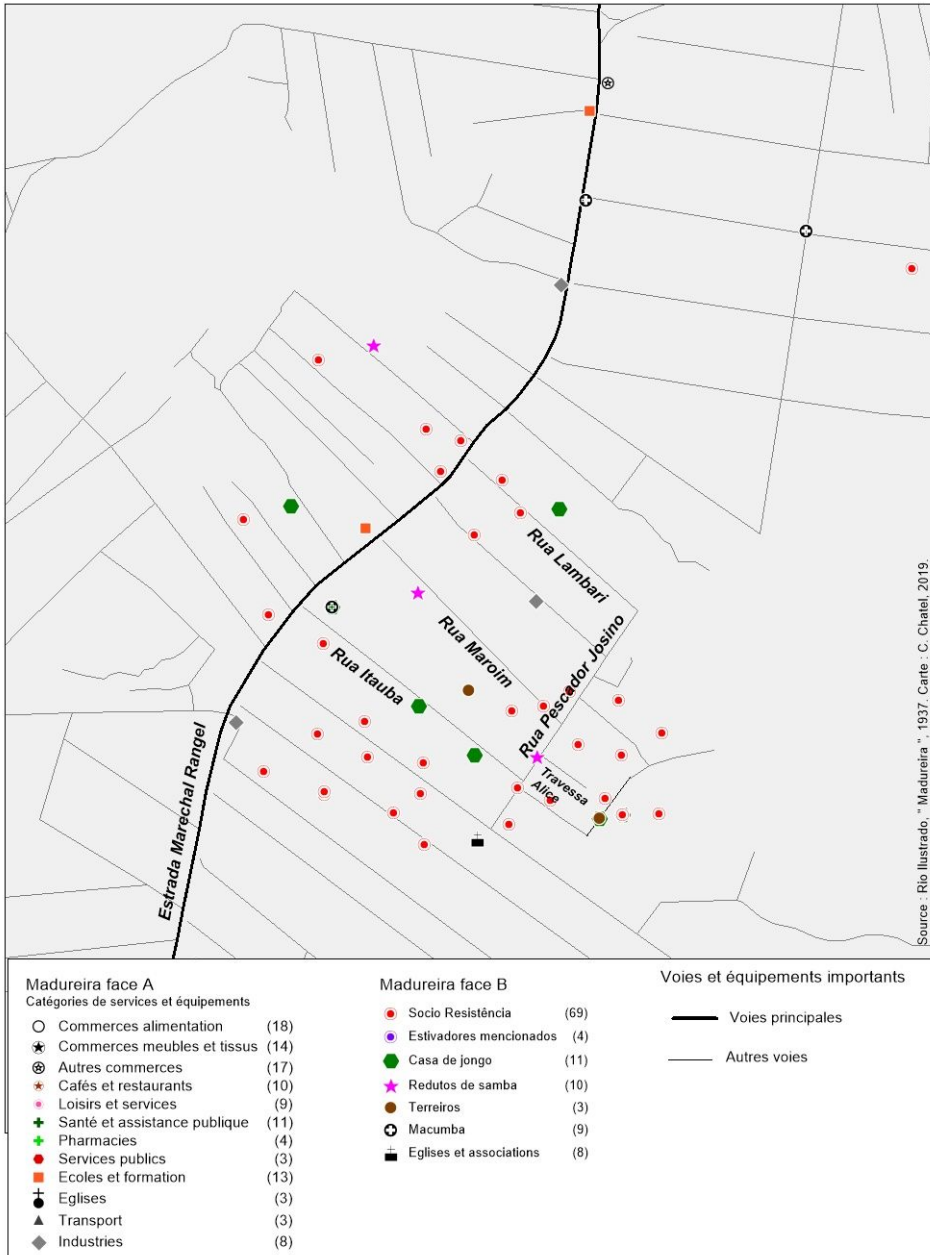 Rua Lambari
Rua Maroim
Rua Pescador Josino
Rua Itauba
Travessa
Alice
Estrada Marechal Rangel
Source : Rio Ilustrado, " Madureira ", 1937. Carte : C. Chatel, 2019.
Madureira face A
Catégories de services et équipements
Commerces alimentation (18)
Commerces meubles et tissus (14)
Autres commerces (17)
Cafés et restaurants (10)
Loisirs et services (9)
Santé et assistance publique (11)
Pharmacies (4)
Services publics (3)
Ecoles et formation (13)
Eglises (3)
Transport (3)
Industries (8)
Madureira face B
Socio Resistência (69)
Estivadores mencionados (4)
Casa de jongo (11)
Redutos de samba (10)
Terreiros (3)
Macumba (9)
Eglises et associations (8)
Voies et équipements importants
Voies principales
Autres voies